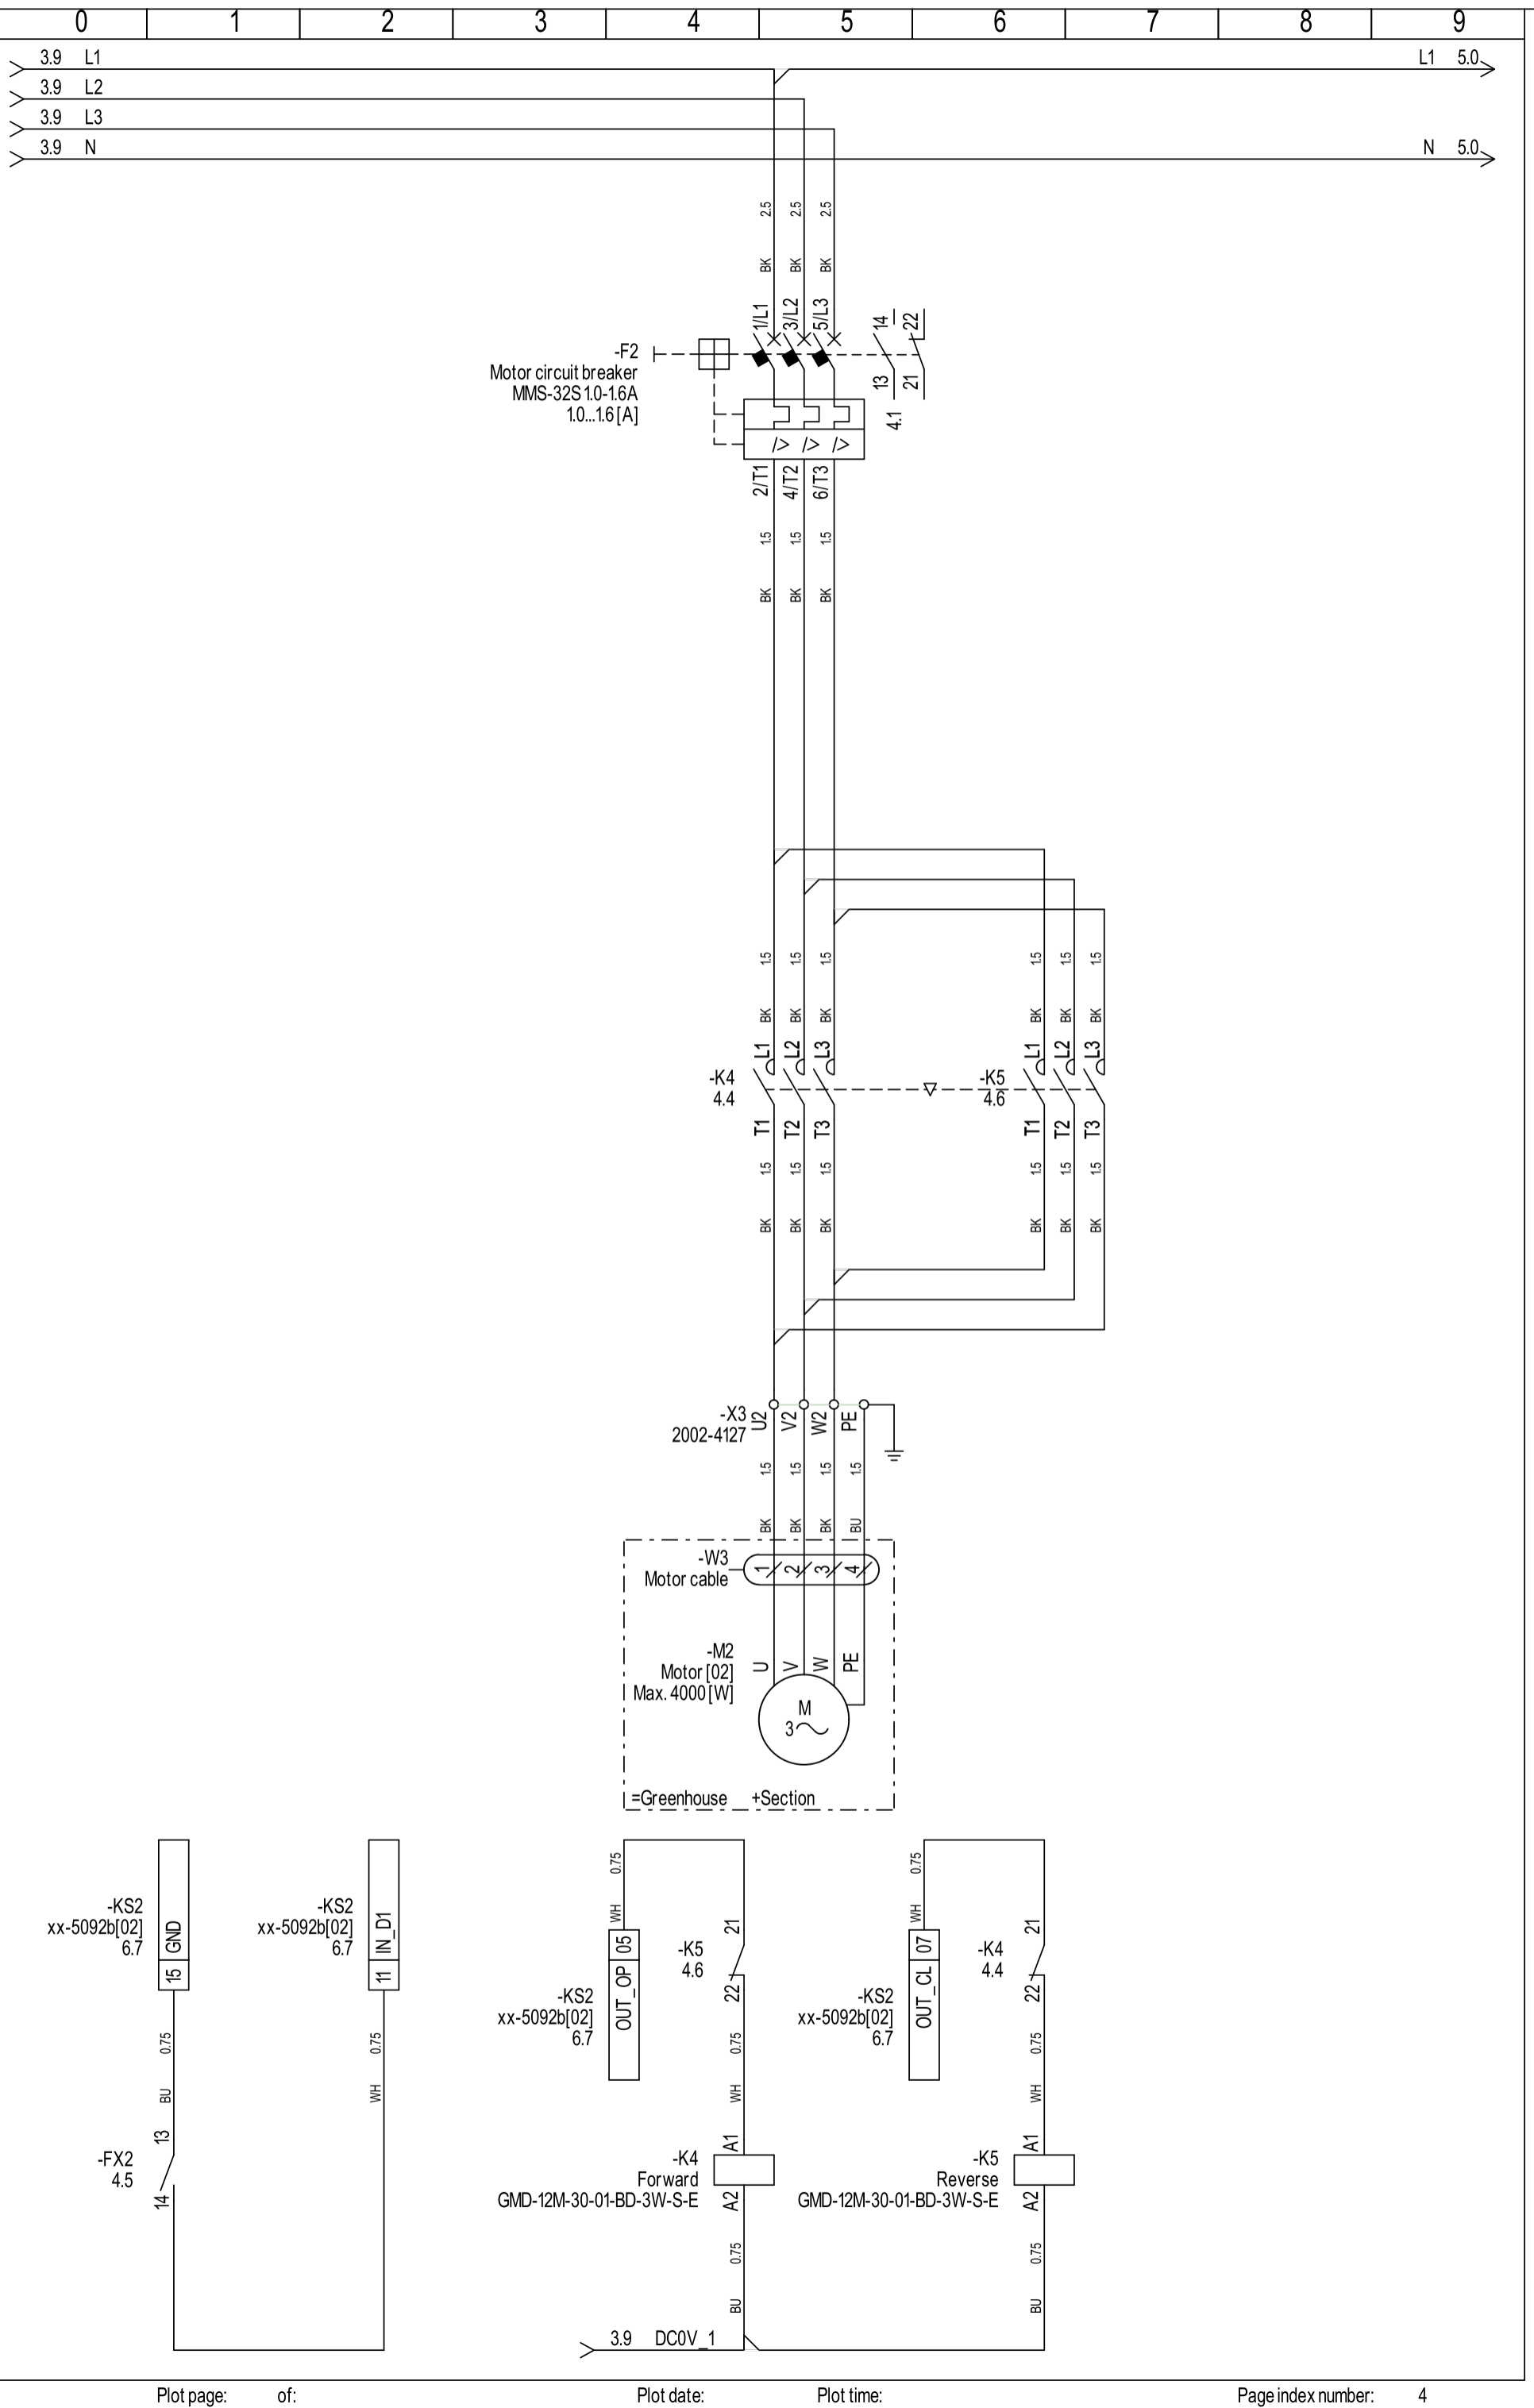 0 1 2 3 4 5 6 7 8 9
3.9 L1 L1 5.0
3.9 L2
3.9 L3
3.9 N N 5.0
2.5 2.5 2.5
BK BK BK
1/L1 3/L2 5/L3 14 22
-F2
Motor circuit breaker
MMS-32S 1.0-1.6A
1.0...1.6 [A]
13 21
4.1
I> I> I>
2/T1 4/T2 6/T3
1.5 1.5 1.5
BK BK BK
1.5 1.5 1.5 1.5 1.5 1.5
BK BK BK BK BK BK
L1 L2 L3 L1 L2 L3
-K4 -K5
4.4 4.6
T1 T2 T3 T1 T2 T3
1.5 1.5 1.5 1.5 1.5 1.5
BK BK BK BK BK BK
-X3
2002-4127
U2 V2 W2 PE
1.5 1.5 1.5 1.5
BK BK BK BU
-W3
Motor cable
1 2 3 4
-M2
Motor [02]
Max. 4000 [W]
U V W PE
M
3
=Greenhouse +Section
-KS2
xx-5092b[02]
6.7
GND
15
0.75
BU
13
-FX2
4.5
14
-KS2
xx-5092b[02]
6.7
IN_D1
11
0.75
WH
0.75
WH
05
OUT_OP
-KS2
xx-5092b[02]
6.7
21
-K5
4.6
22
0.75
WH
A1
-K4
Forward
GMD-12M-30-01-BD-3W-S-E
A2
0.75
BU
0.75
WH
07
OUT_CL
-KS2
xx-5092b[02]
6.7
21
-K4
4.4
22
0.75
WH
A1
-K5
Reverse
GMD-12M-30-01-BD-3W-S-E
A2
0.75
BU
3.9 DC0V_1
Plot page: of: Plot date: Plot time: Page index number: 4